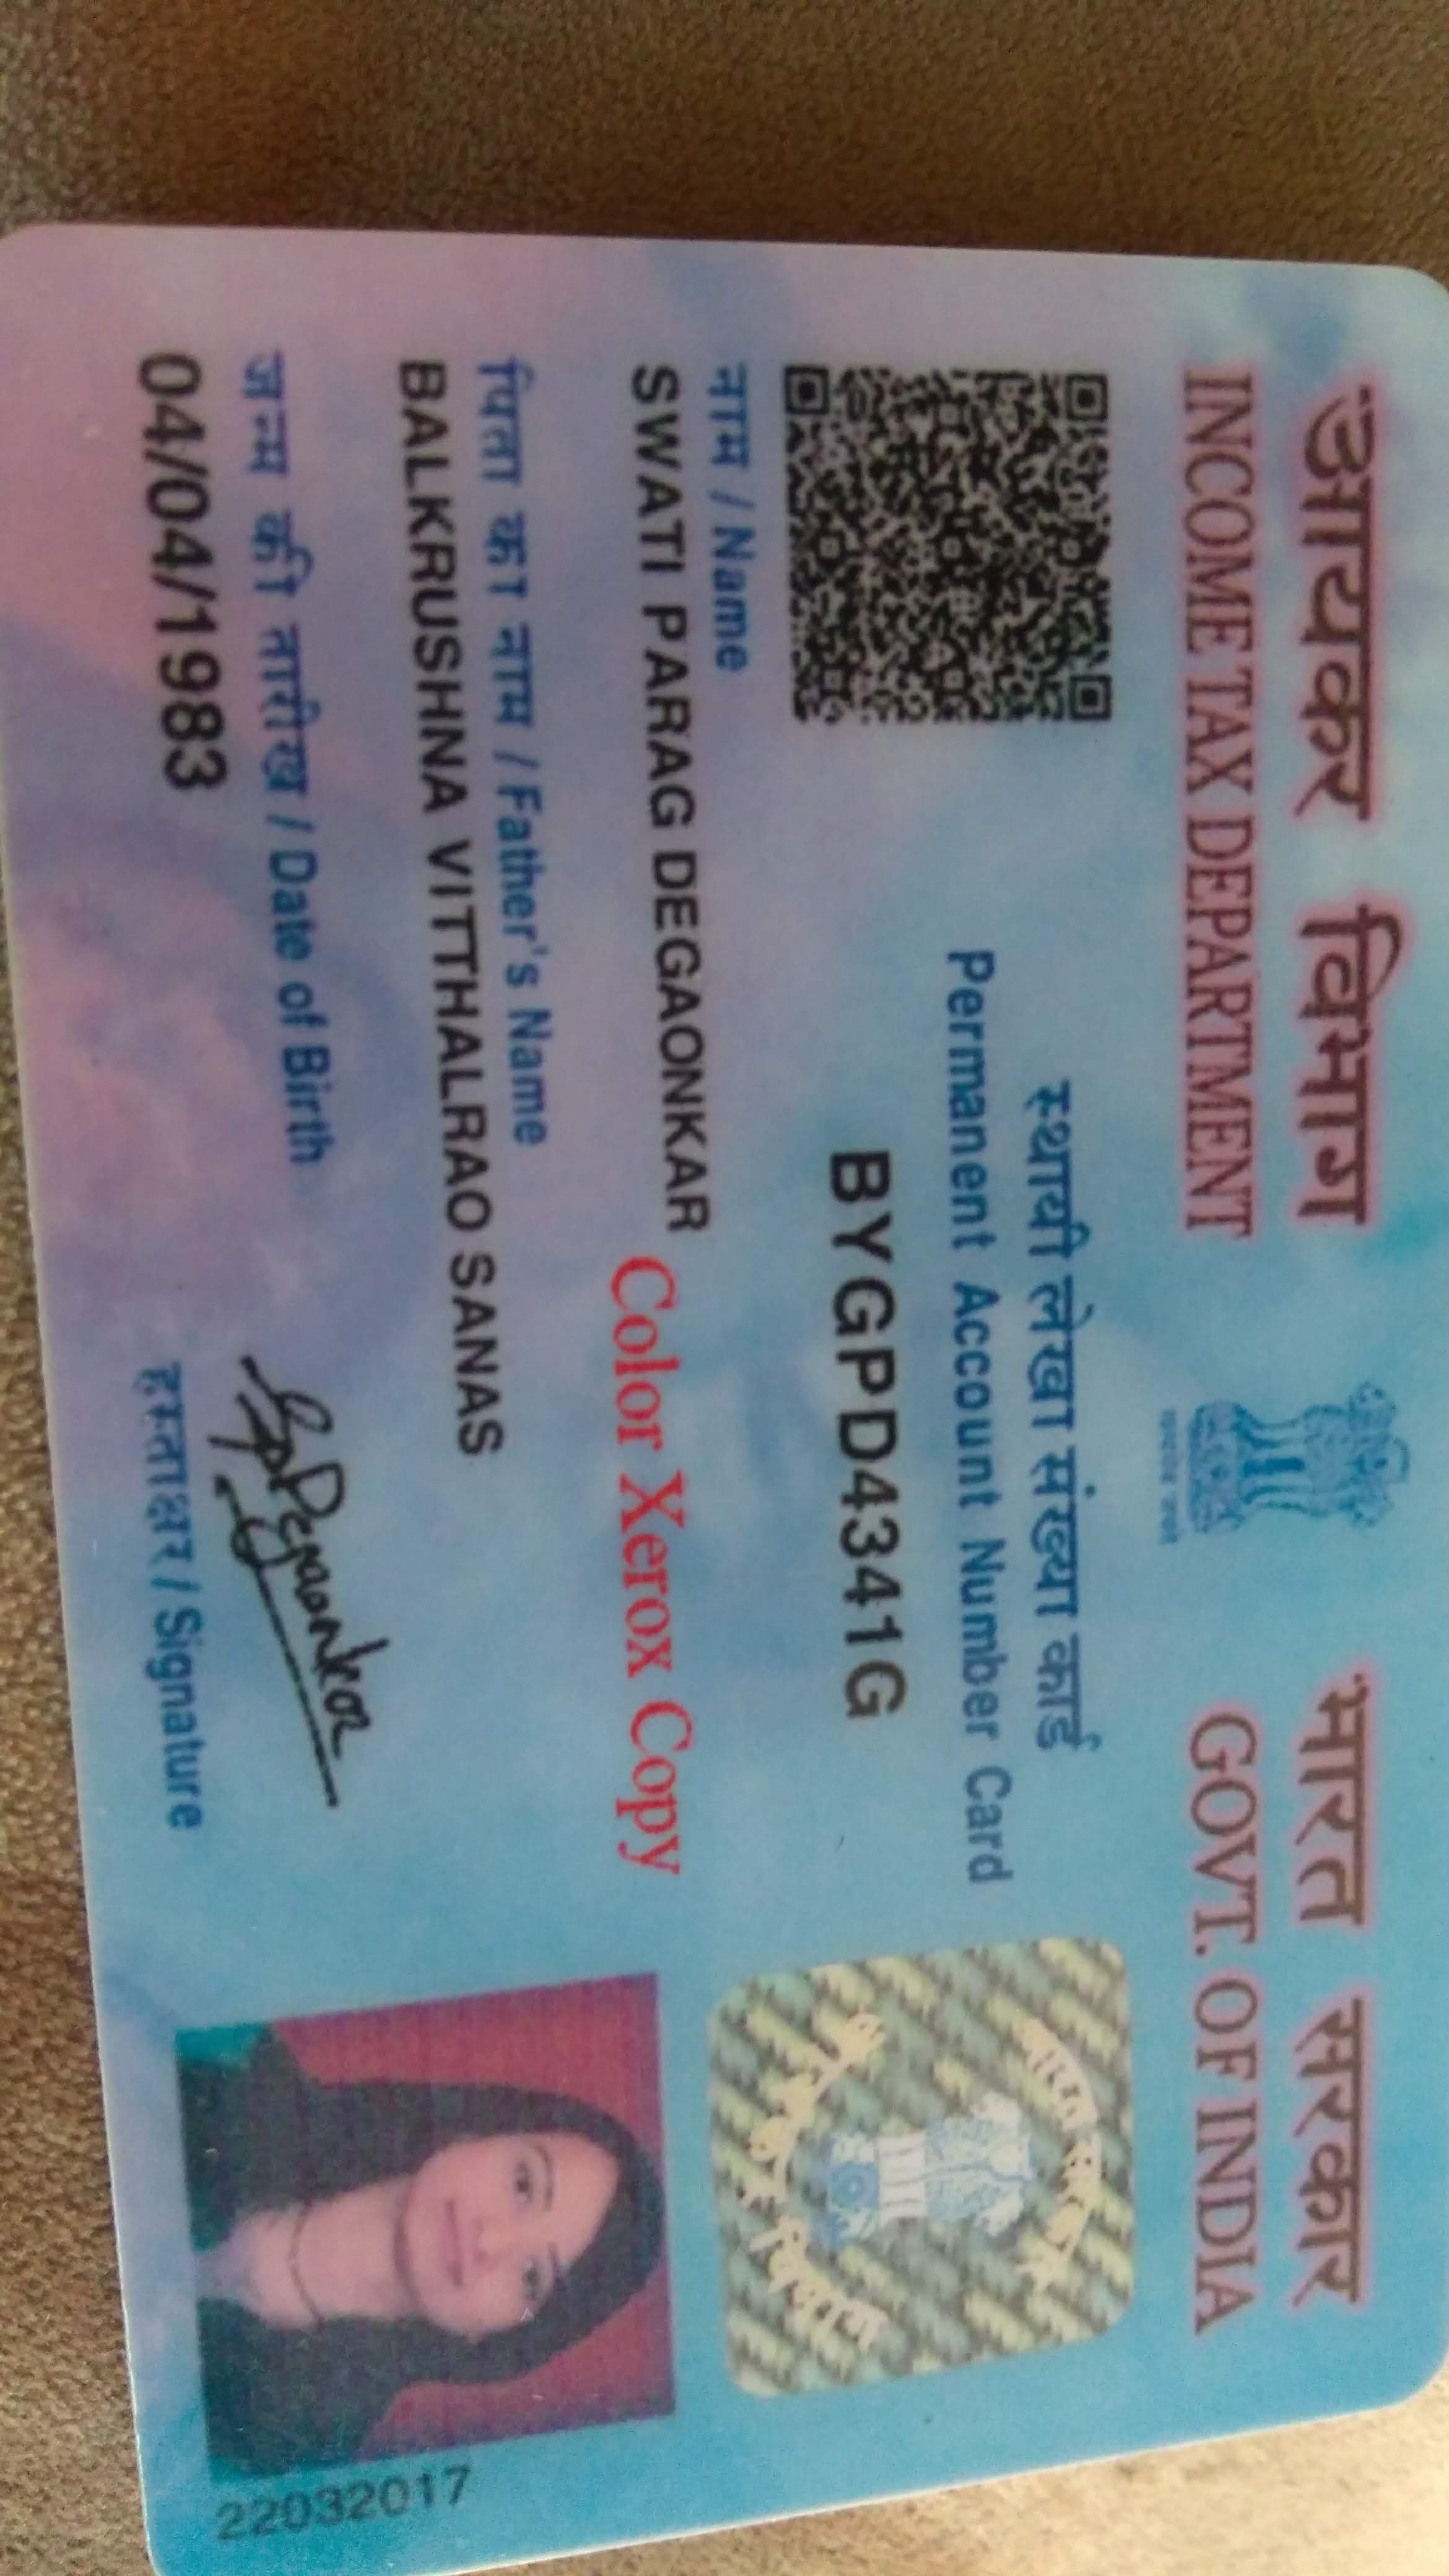 आयकर विभाग
INCOME TAX DEPARTMENT
भारत सरकार
GOVT. OF INDIA
स्थायी लेखा संख्या कार्ड
Permanent Account Number Card
BYGPD4341G
नाम / Name
SWATI PARAG DEGAONKAR
Color Xerox Copy
पिता का नाम / Father's Name
BALKRUSHNA VITTHALRAO SANAS
जन्म की तारीख / Date of Birth
04/04/1983
हस्ताक्षर / Signature
22032017